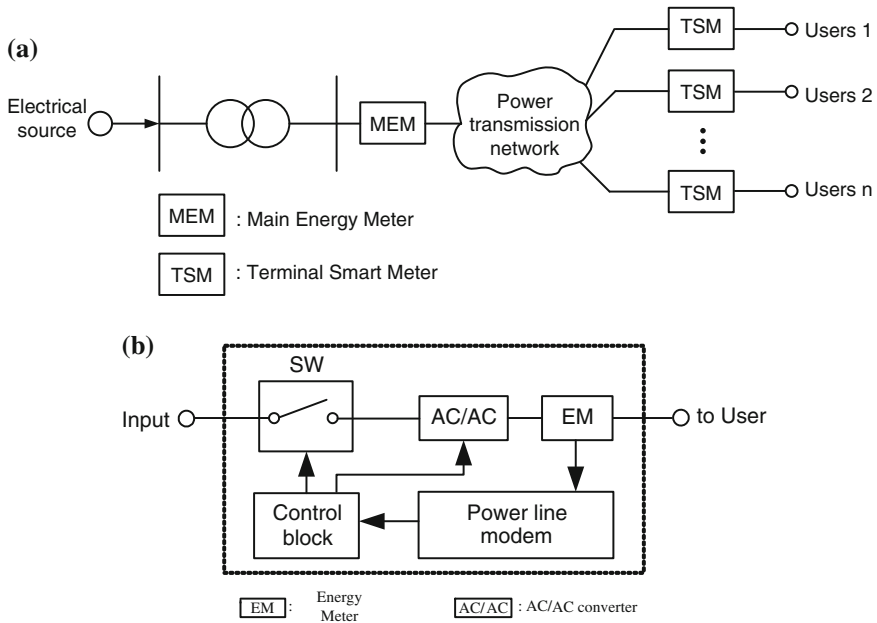 (a)
Electrical
source
MEM
Power
transmission
network
TSM
Users 1
TSM
Users 2
TSM
Users n
MEM : Main Energy Meter
TSM : Terminal Smart Meter
(b)
SW
Input
AC/AC
EM
to User
Control
block
Power line
modem
EM : Energy
Meter
AC/AC : AC/AC converter